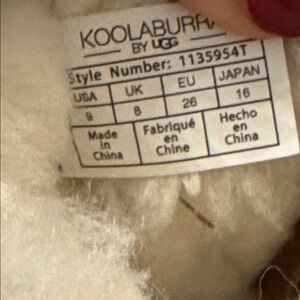 KOOLABURRA
BY UGG
Style Number: 1135954T
USA UK EU JAPAN
9 8 26 16
Made in China
Fabriqué en Chine
Hecho en China